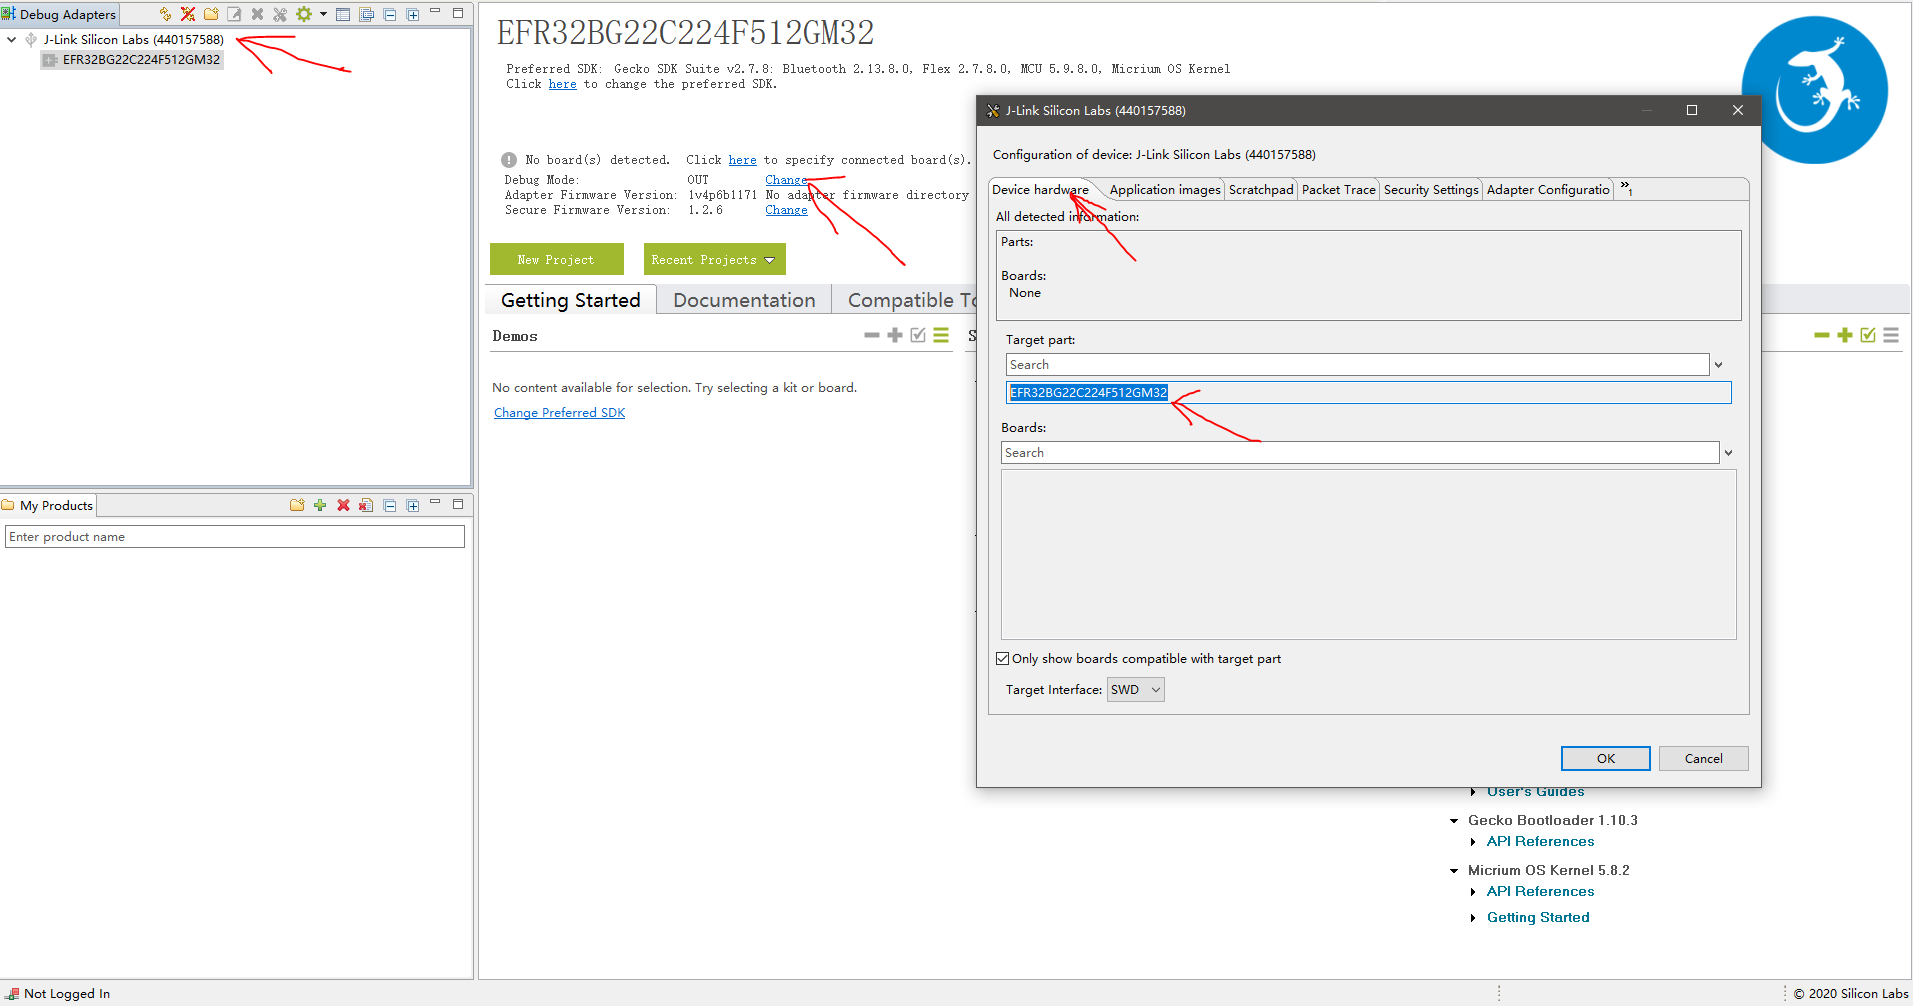 Debug Adapters
J-Link Silicon Labs (440157588)
EFR32BG22C224F512GM32
My Products
Enter product name
EFR32BG22C224F512GM32
Preferred SDK: Gecko SDK Suite v2.7.8: Bluetooth 2.13.8.0, Flex 2.7.8.0, MCU 5.9.8.0, Micrium OS Kernel
Click here to change the preferred SDK.
No board(s) detected. Click here to specify connected board(s).
Debug Mode: OUT Change
Adapter Firmware Version: 1v4p6b1171 No adapter firmware directory
Secure Firmware Version: 1.2.6 Change
New Project Recent Projects
Getting Started Documentation Compatible To
Demos
S
No content available for selection. Try selecting a kit or board.
Change Preferred SDK
J-Link Silicon Labs (440157588)
Configuration of device: J-Link Silicon Labs (440157588)
Device hardware Application images Scratchpad Packet Trace Security Settings Adapter Configuratio »1
All detected information:
Parts:
Boards:
None
Target part:
Search
EFR32BG22C224F512GM32
Boards:
Search
Only show boards compatible with target part
Target Interface: SWD
OK Cancel
User's Guides
Gecko Bootloader 1.10.3
API References
Micrium OS Kernel 5.8.2
API References
Getting Started
Not Logged In
© 2020 Silicon Labs